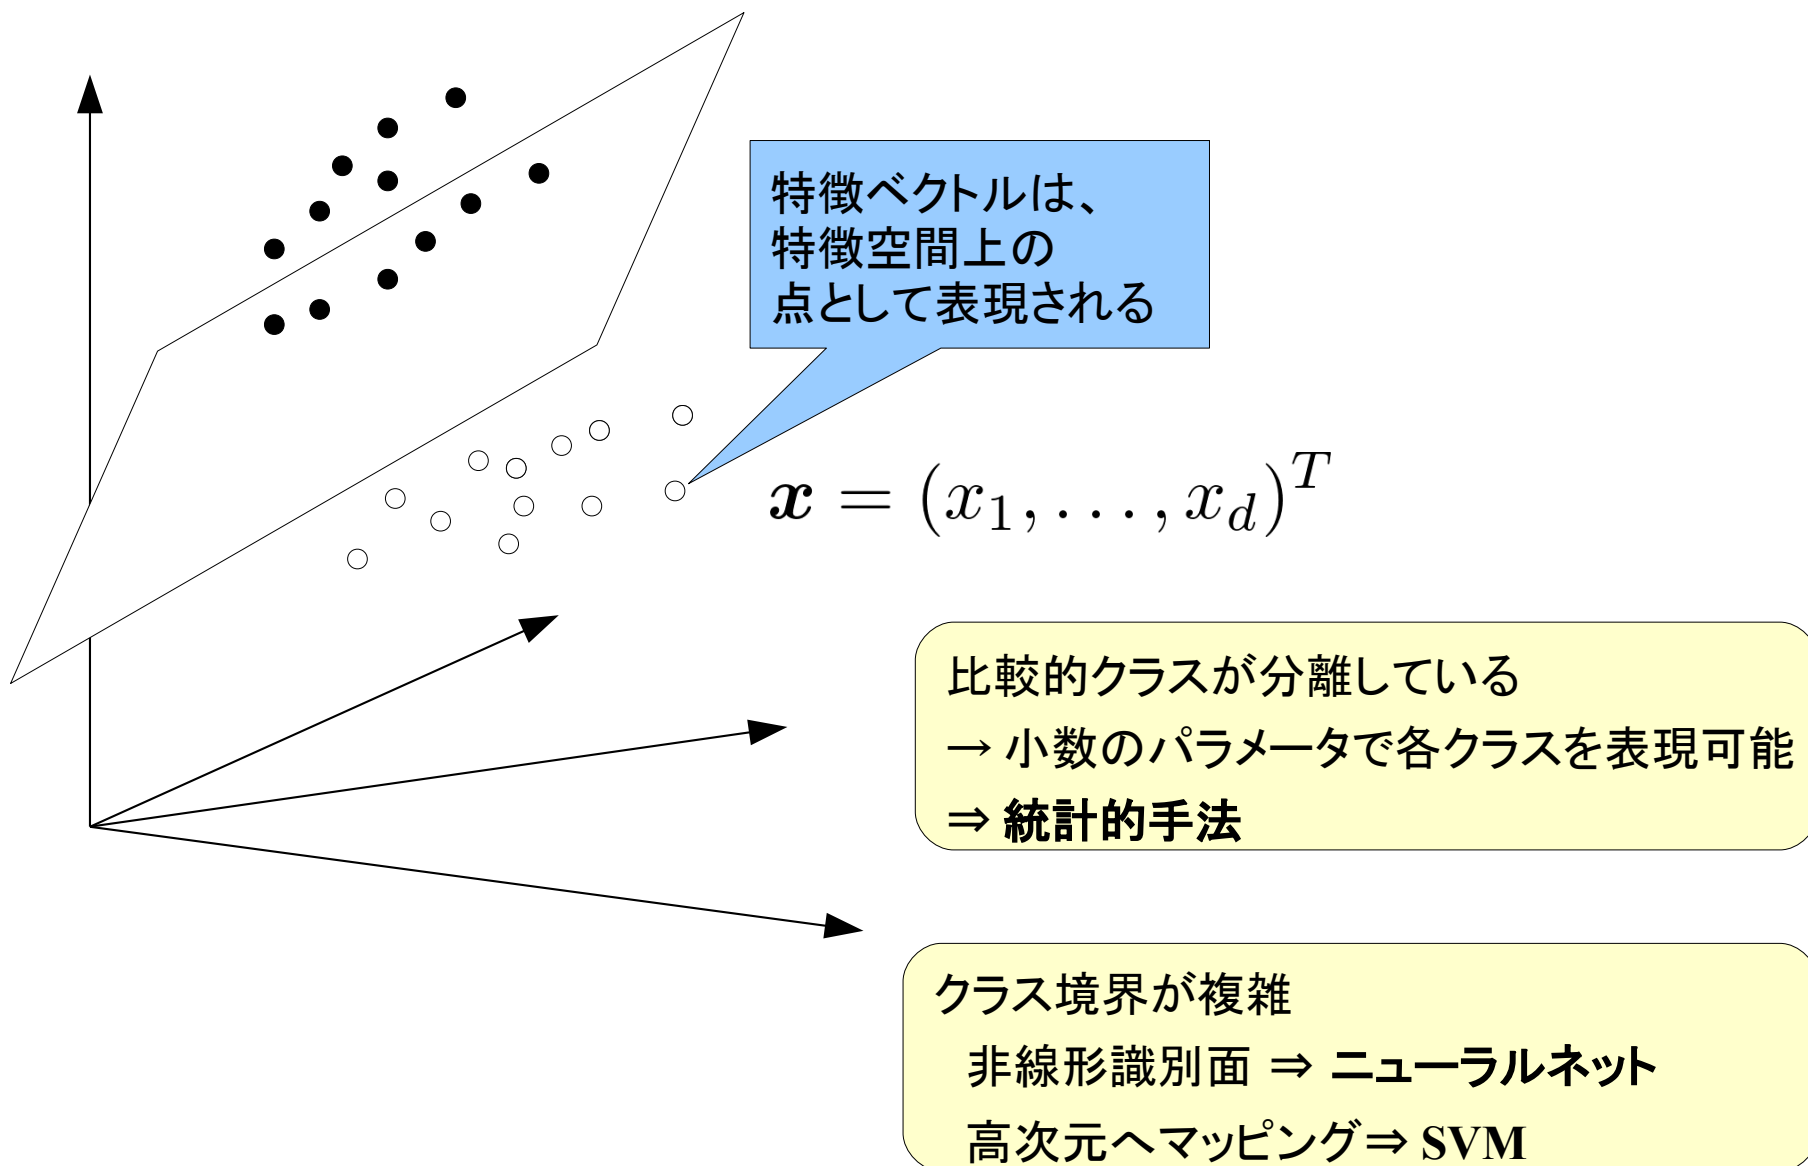 特徴ベクトルは、
特徴空間上の
点として表現される
x = (x₁, . . . , x_d)^T
比較的クラスが分離している
→ 小数のパラメータで各クラスを表現可能
⇒ 統計的手法
クラス境界が複雑
非線形識別面 ⇒ ニューラルネット
高次元へマッピング⇒ SVM